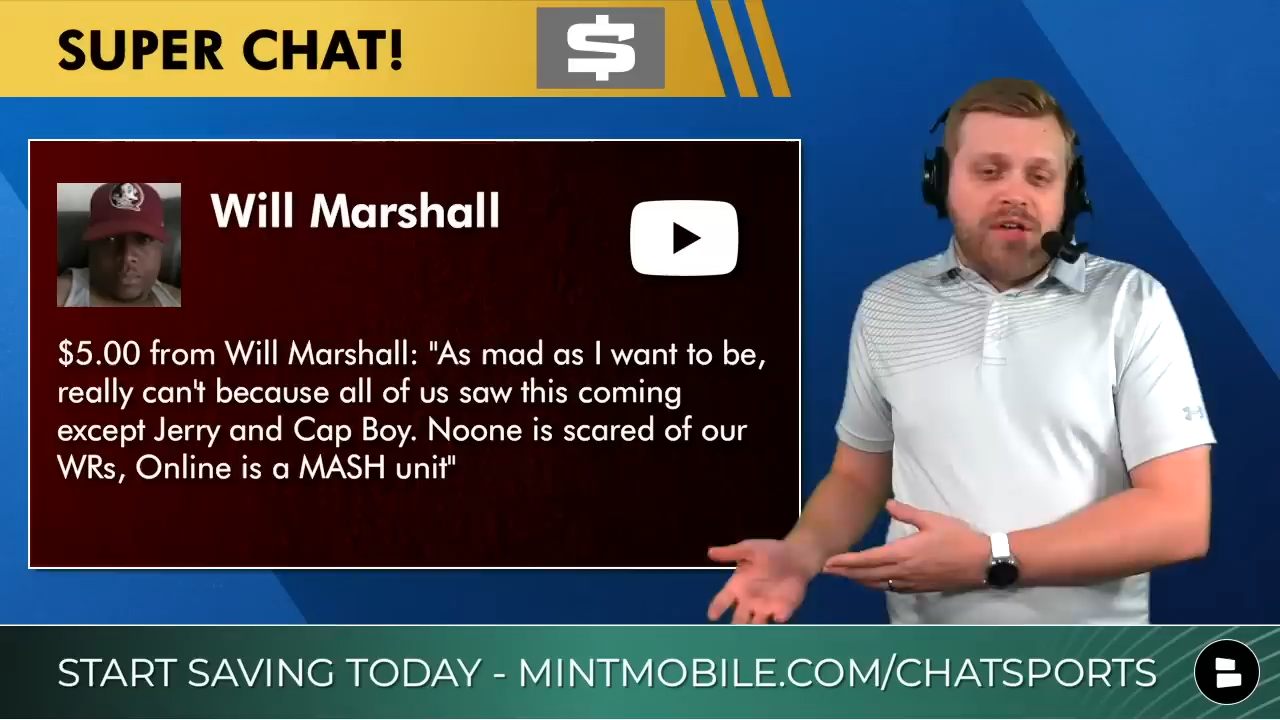 SUPER CHAT!
$
Will Marshall
$5.00 from Will Marshall: "As mad as I want to be,
really can't because all of us saw this coming
except Jerry and Cap Boy. Noone is scared of our
WRs, Online is a MASH unit"
START SAVING TODAY - MINTMOBILE.COM/CHATSPORTS